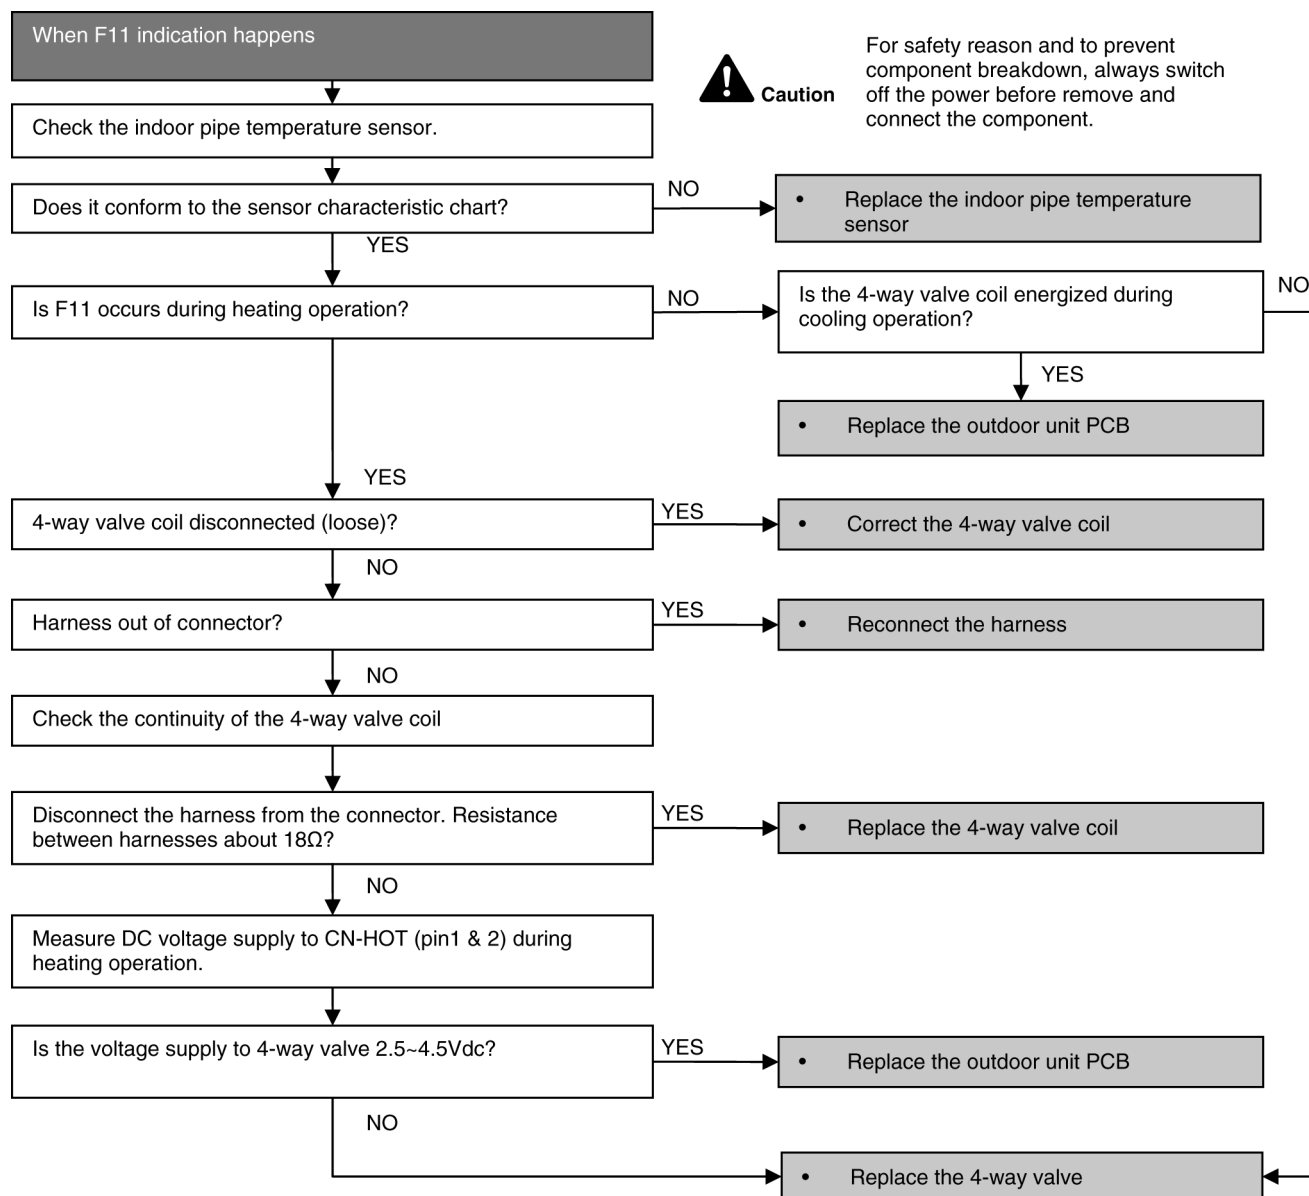 When F11 indication happens
Caution
For safety reason and to prevent
component breakdown, always switch
off the power before remove and
connect the component.
Check the indoor pipe temperature sensor.
Does it conform to the sensor characteristic chart?
NO
• Replace the indoor pipe temperature
sensor
YES
Is F11 occurs during heating operation?
NO
Is the 4-way valve coil energized during
cooling operation?
NO
YES
• Replace the outdoor unit PCB
YES
4-way valve coil disconnected (loose)?
YES
• Correct the 4-way valve coil
NO
Harness out of connector?
YES
• Reconnect the harness
NO
Check the continuity of the 4-way valve coil
Disconnect the harness from the connector. Resistance
between harnesses about 18Ω?
YES
• Replace the 4-way valve coil
NO
Measure DC voltage supply to CN-HOT (pin1 & 2) during
heating operation.
Is the voltage supply to 4-way valve 2.5~4.5Vdc?
YES
• Replace the outdoor unit PCB
NO
• Replace the 4-way valve